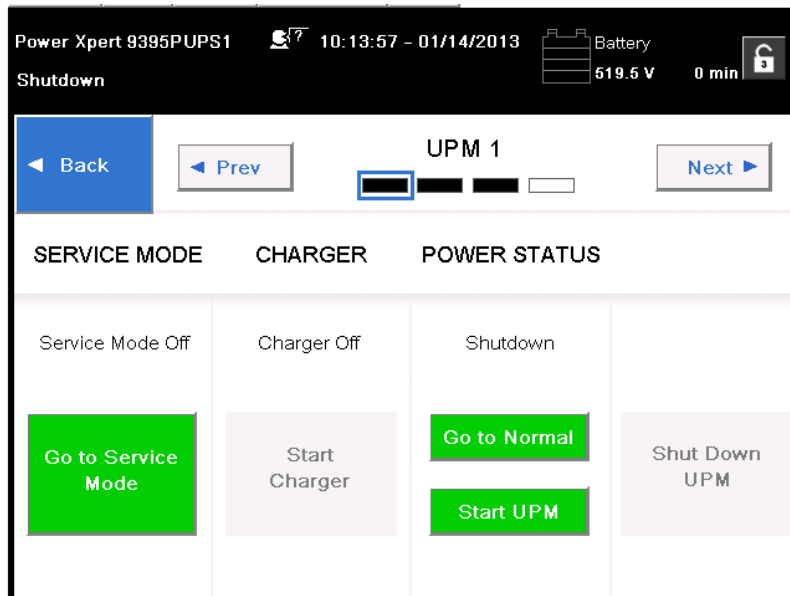 Power Xpert 9395PUPS1 ? 10:13:57 - 01/14/2013 Battery
Shutdown 519.5 V 0 min 3
Back Prev UPM 1 Next
SERVICE MODE CHARGER POWER STATUS
Service Mode Off Charger Off Shutdown
Go to Service
Mode
Start
Charger
Go to Normal
Start UPM
Shut Down
UPM